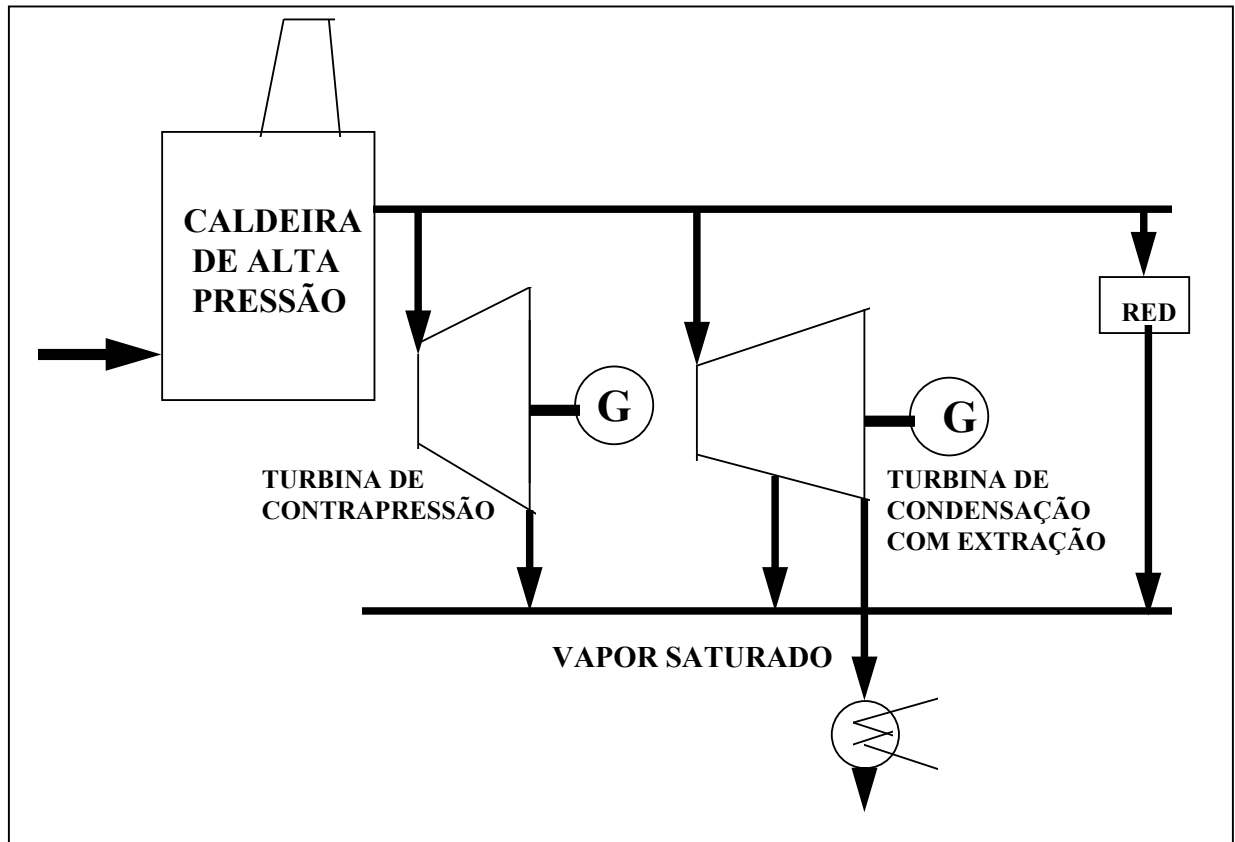 CALDEIRA
DE ALTA
PRESSÃO
RED
G
G
TURBINA DE
CONTRAPRESSÃO
TURBINA DE
CONDENSAÇÃO
COM EXTRAÇÃO
VAPOR SATURADO